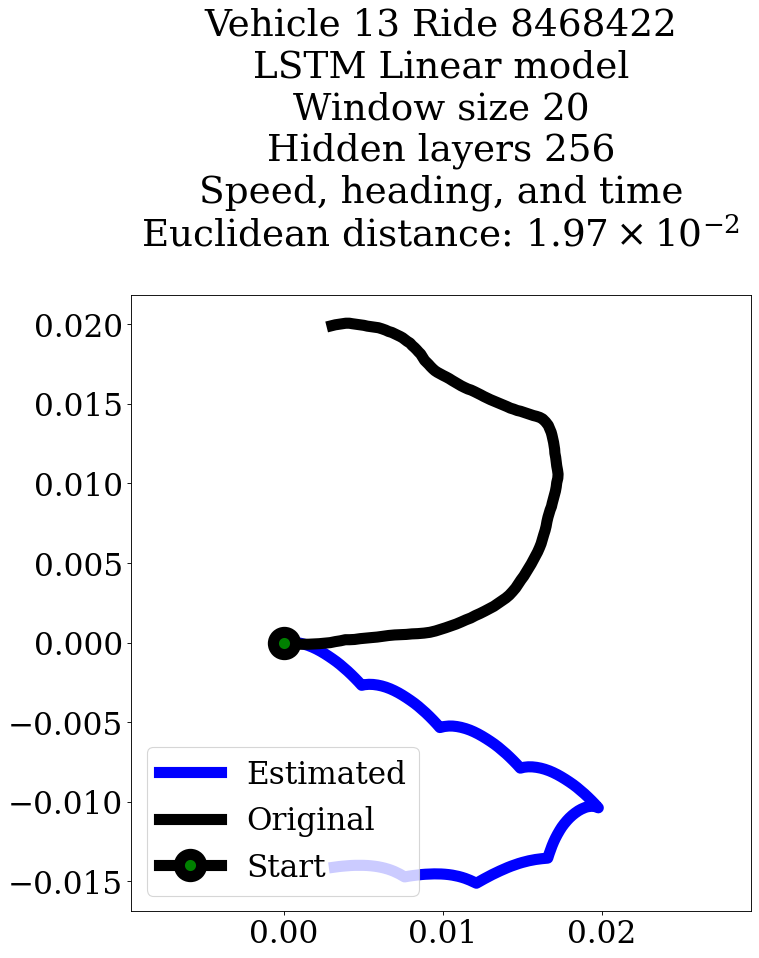 Vehicle 13 Ride 8468422
LSTM Linear model
Window size 20
Hidden layers 256
Speed, heading, and time
Euclidean distance: 1.97 × 10⁻²
0.020
0.015
0.010
0.005
0.000
−0.005
−0.010
−0.015
Estimated
Original
Start
0.00 0.01 0.02